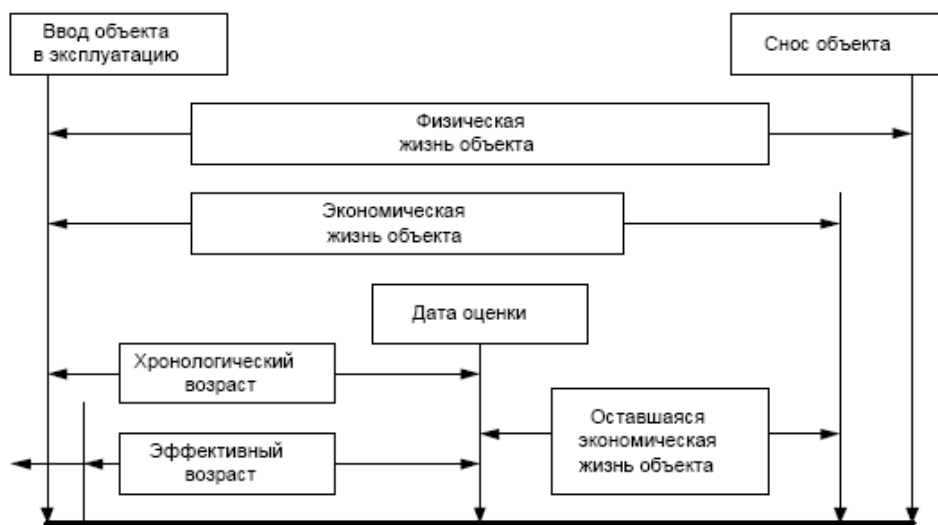 Ввод объекта
в эксплуатацию
Снос объекта
Физическая
жизнь объекта
Экономическая
жизнь объекта
Дата оценки
Хронологический
возраст
Оставшаяся
экономическая
жизнь объекта
Эффективный
возраст